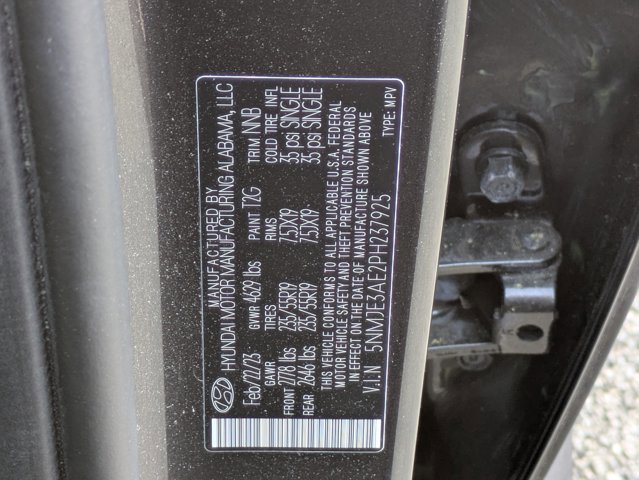 MANUFACTURED BY
HYUNDAI MOTOR MANUFACTURING ALABAMA, LLC
Feb/22/23 GVWR 4629 lbs PAINT T2G TRIM NNB
GAWR TIRES RIMS COLD TIRE INFL
FRONT 2778 lbs 235/55R19 7.5JX19 35 psi SINGLE
REAR 2646 lbs 235/55R19 7.5JX19 35 psi SINGLE
THIS VEHICLE CONFORMS TO ALL APPLICABLE U.S.A. FEDERAL
MOTOR VEHICLE SAFETY AND THEFT PREVENTION STANDARDS
IN EFFECT ON THE DATE OF MANUFACTURE SHOWN ABOVE
V.I.N 5NMJE3AE2PH237925 TYPE: MPV